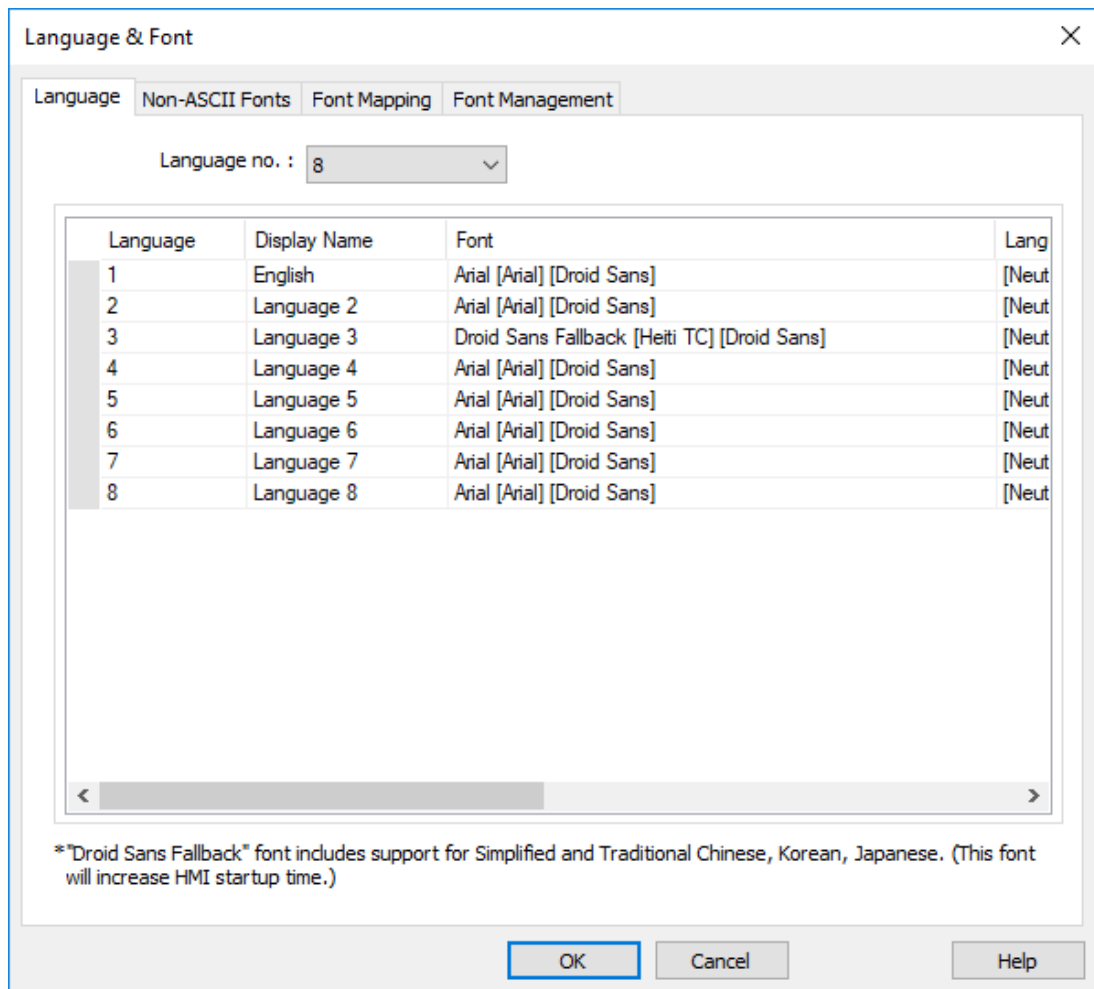 Language & Font
Language Non-ASCII Fonts Font Mapping Font Management
Language no. : 8
Language Display Name Font Lang
1 English Arial [Arial] [Droid Sans] [Neut
2 Language 2 Arial [Arial] [Droid Sans] [Neut
3 Language 3 Droid Sans Fallback [Heiti TC] [Droid Sans] [Neut
4 Language 4 Arial [Arial] [Droid Sans] [Neut
5 Language 5 Arial [Arial] [Droid Sans] [Neut
6 Language 6 Arial [Arial] [Droid Sans] [Neut
7 Language 7 Arial [Arial] [Droid Sans] [Neut
8 Language 8 Arial [Arial] [Droid Sans] [Neut
*"Droid Sans Fallback" font includes support for Simplified and Traditional Chinese, Korean, Japanese. (This font
will increase HMI startup time.)
OK Cancel Help